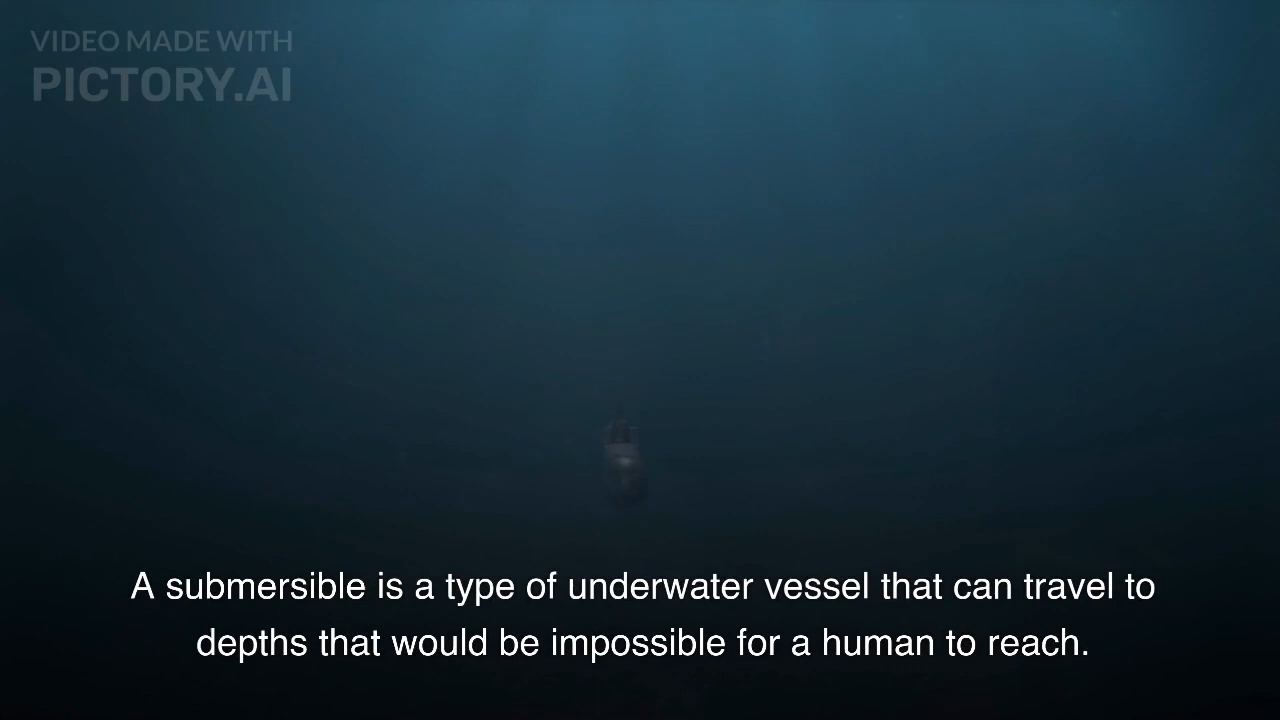 VIDEO MADE WITH
PICTORY.AI
A submersible is a type of underwater vessel that can travel to
depths that would be impossible for a human to reach.